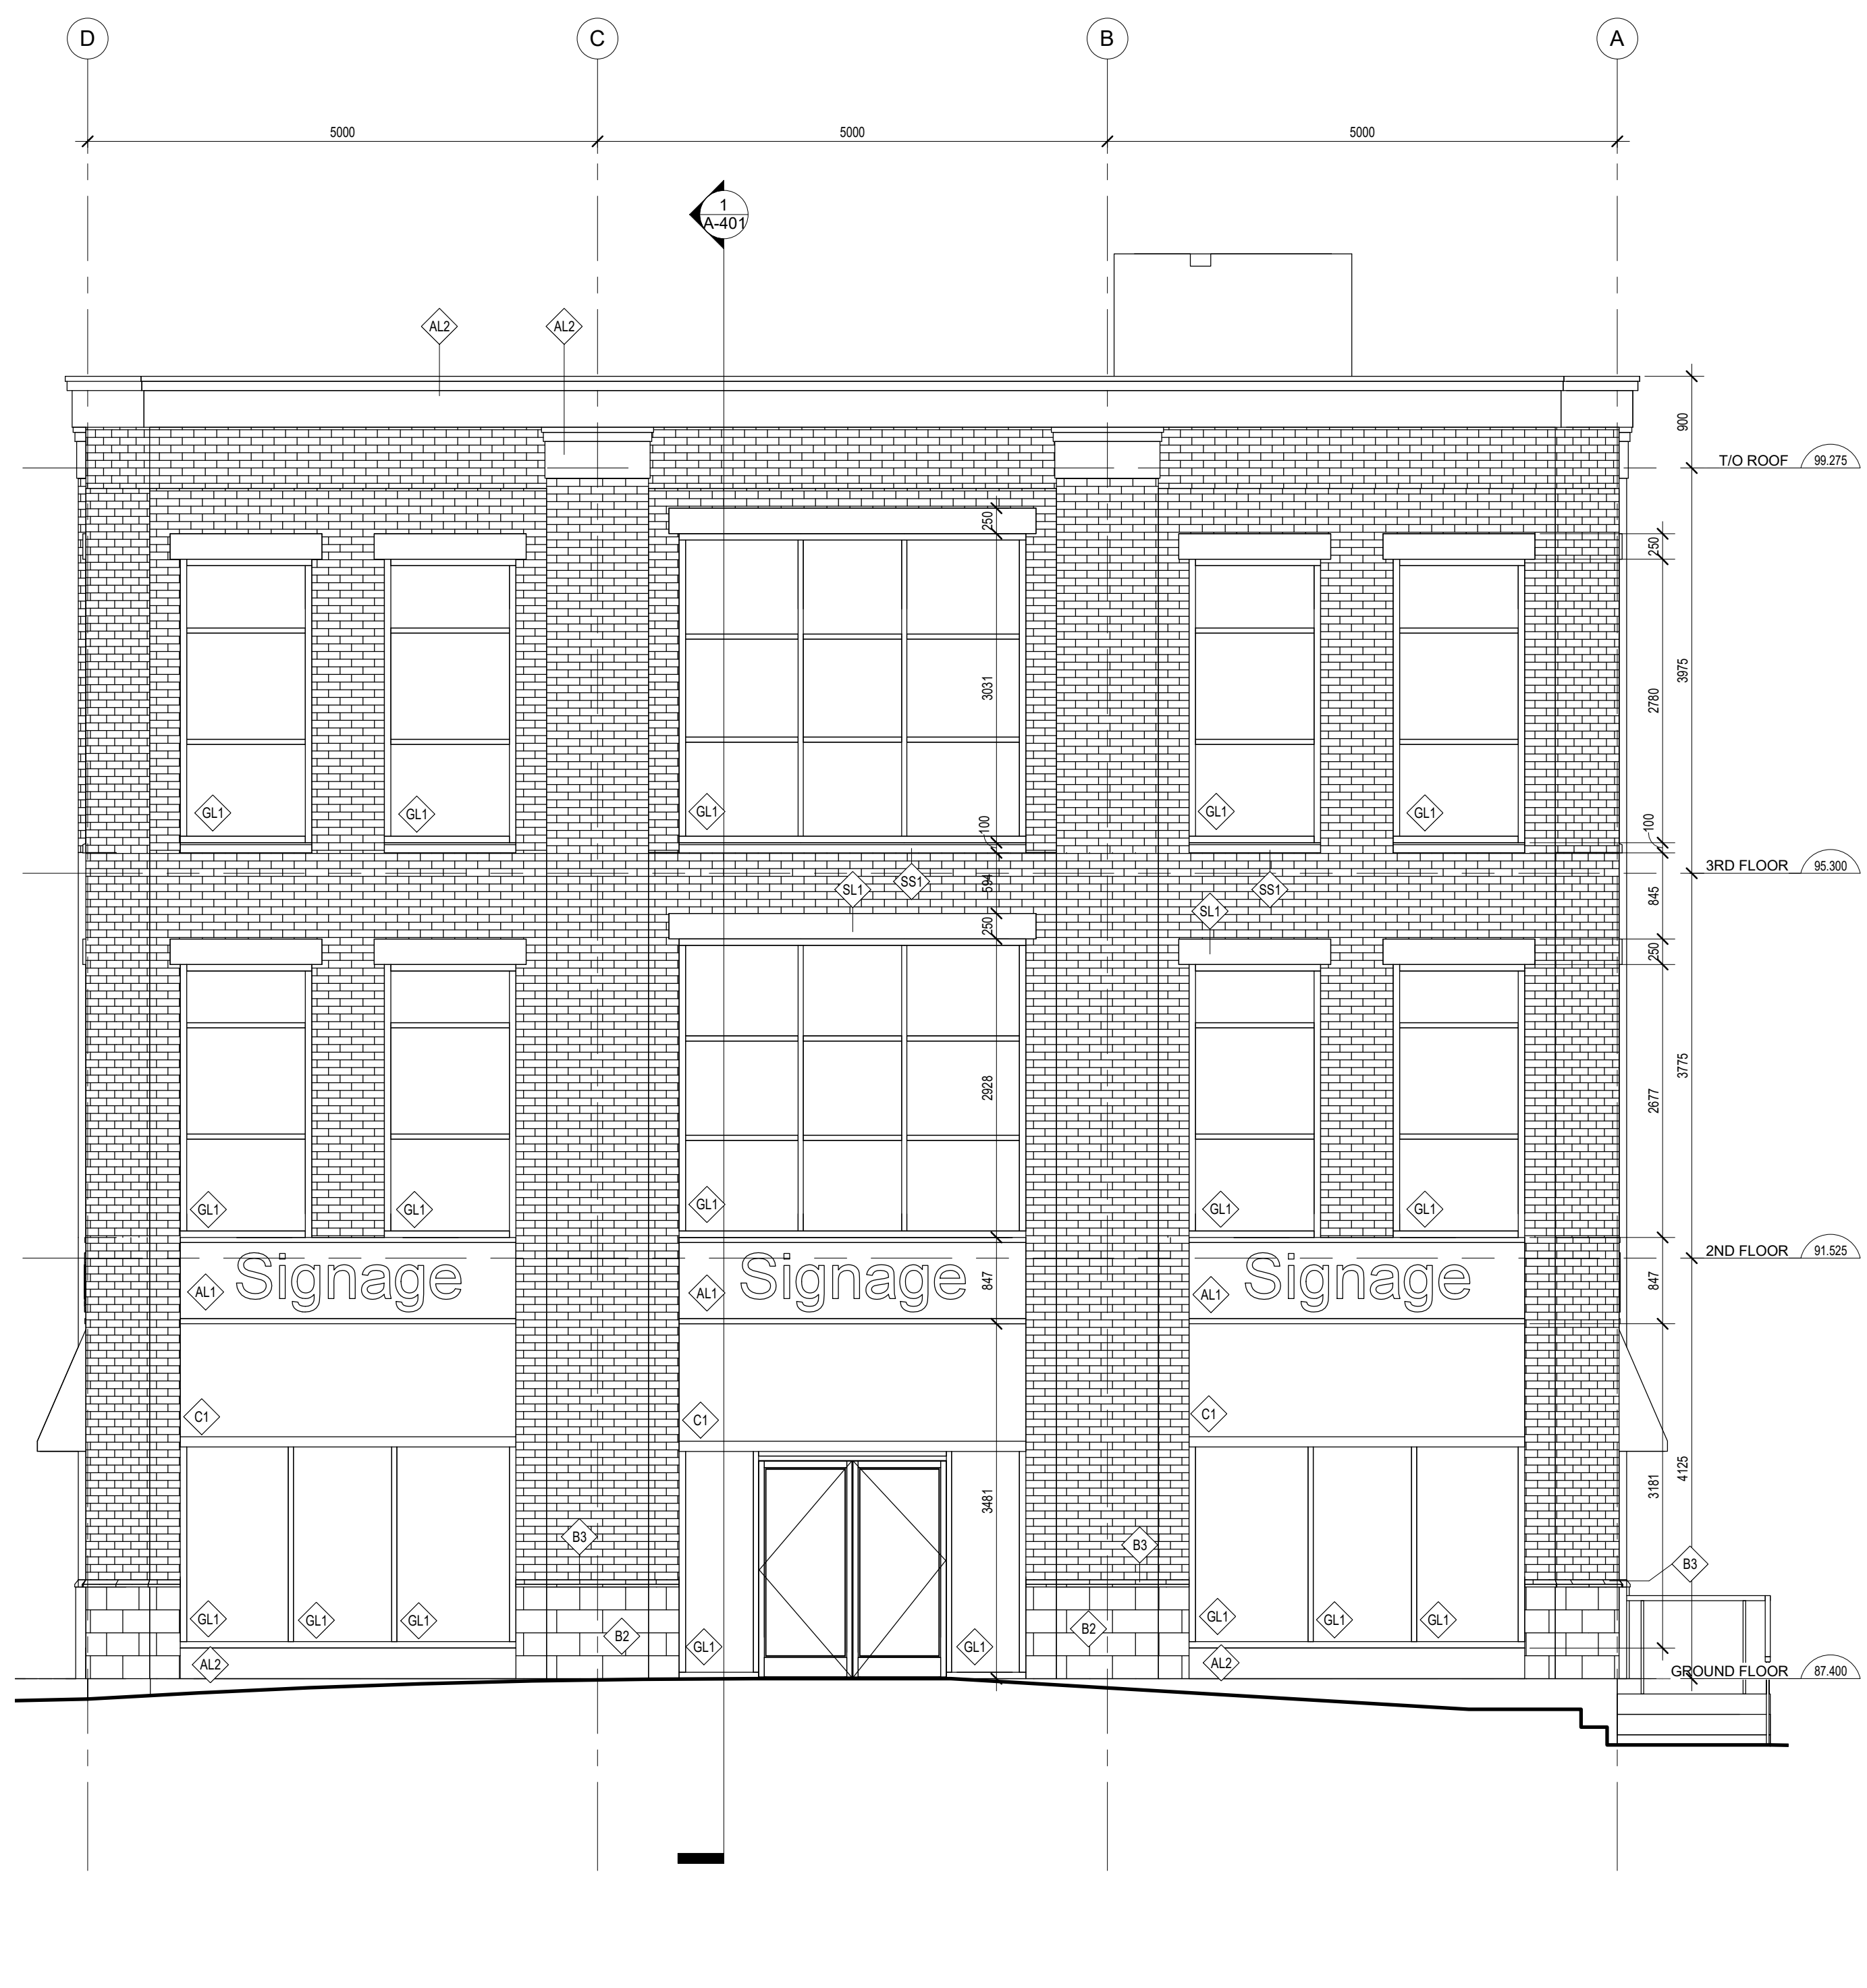 D C B A
5000 5000 5000
1
A-401
AL2 AL2
900
T/O ROOF 99.275
250
250
3975
3031
2780
GL1 GL1 GL1 GL1 GL1
100
100
3RD FLOOR 95.300
SL1 SS1 594 SS1
845
SL1
250
250
3775
2928
2677
GL1 GL1 GL1 GL1 GL1
2ND FLOOR 91.525
Signage Signage Signage
AL1 AL1 847 AL1 847
C1 C1 C1
4125
3481
3181
B3 B3 B3
GL1 GL1 GL1 GL1 GL1 GL1
B2 B2
GL1 GL1
AL2 AL2
GROUND FLOOR 87.400